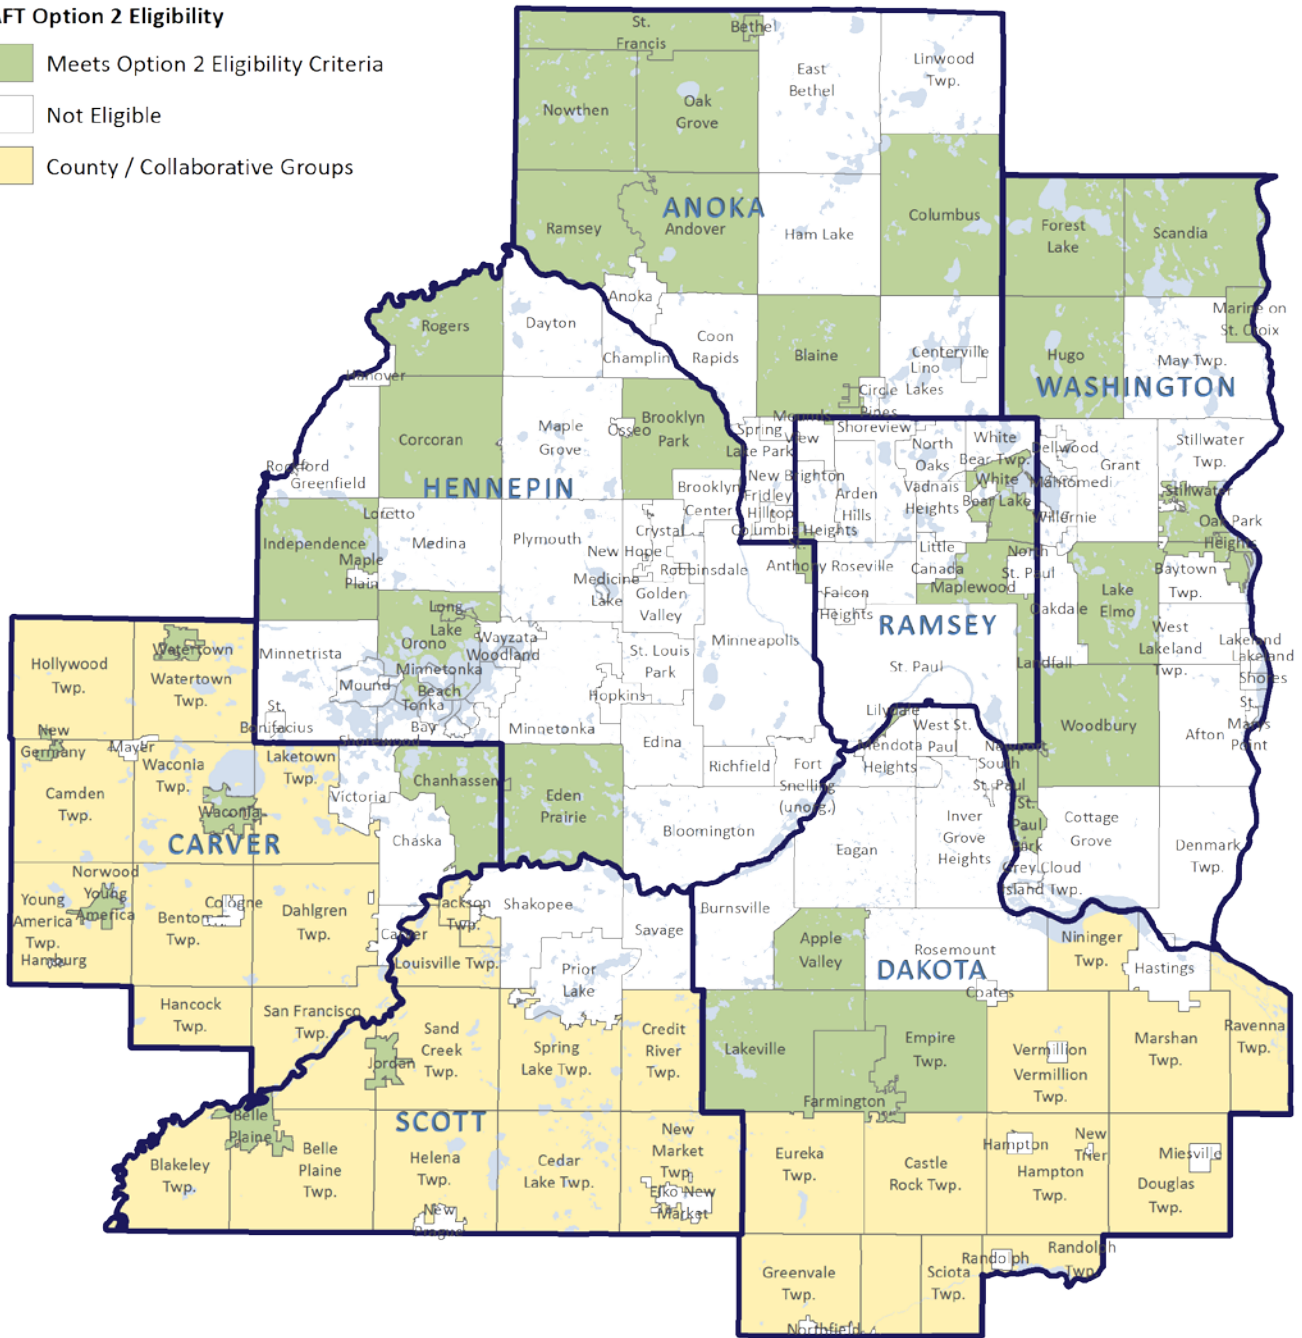 AFT Option 2 Eligibility
Meets Option 2 Eligibility Criteria
Not Eligible
County / Collaborative Groups
St.
Francis
Bethel
East
Bethel
Linwood
Twp.
Nowthen
Oak
Grove
ANOKA
Ramsey
Andover
Ham Lake
Columbus
Forest
Lake
Scandia
Anoka
Rogers
Dayton
Champlin
Coon
Rapids
Blaine
Centerville
Lino
Lakes
Circle
Pines
Hugo
Marine on
St. Croix
May Twp.
WASHINGTON
Hanover
Corcoran
Maple
Grove
Osseo
Brooklyn
Park
Spring
Lake Park
Mounds
View
Shoreview
North
Oaks
White
Bear Twp.
Dellwood
Grant
Stillwater
Twp.
Rockford
Greenfield
HENNEPIN
Brooklyn
Center
New Brighton
Fridley
Hilltop
Columbia Heights
Arden
Hills
Vadnais
Heights
White
Bear Lake
Mahtomedi
Willernie
Stillwater
Oak Park
Heights
Loretto
Independence
Maple
Plain
Medina
Plymouth
Crystal
New Hope
Robbinsdale
Medicine
Lake
Golden
Valley
St.
Anthony
Roseville
Little
Canada
North
St. Paul
Maplewood
Falcon
Heights
RAMSEY
Oakdale
Lake
Elmo
Baytown
Twp.
West
Lakeland
Twp.
Lakeland
Lakeland
Shores
Long
Lake
Orono
Wayzata
Woodland
Minnetrista
Minnetonka
Beach
Mound
Tonka
Bay
St. Louis
Park
Minneapolis
St. Paul
Landfall
Hollywood
Twp.
Watertown
Watertown
Twp.
St.
Bonifacius
Shorewood
Minnetonka
Hopkins
Edina
Richfield
Fort
Snelling
(unorg.)
Lilydale
Mendota
Heights
West St.
Paul
South
St. Paul
Newport
Woodbury
Afton
St.
Marys
Point
New
Germany
Mayer
Waconia
Twp.
Laketown
Twp.
Victoria
Chanhassen
Eden
Prairie
Camden
Twp.
Waconia
CARVER
Chaska
Bloomington
Eagan
Inver
Grove
Heights
St.
Paul
Park
Cottage
Grove
Grey Cloud
Island Twp.
Denmark
Twp.
Norwood
Young
America
Young
America
Twp.
Hamburg
Cologne
Benton
Twp.
Dahlgren
Twp.
Carver
Jackson
Twp.
Louisville Twp.
Shakopee
Savage
Prior
Lake
Burnsville
Apple
Valley
Rosemount
DAKOTA
Coates
Nininger
Twp.
Hastings
Hancock
Twp.
San Francisco
Twp.
Sand
Creek
Twp.
Jordan
Spring
Lake Twp.
Credit
River
Twp.
Lakeville
Empire
Twp.
Farmington
Vermillion
Vermillion
Twp.
Marshan
Twp.
Ravenna
Twp.
SCOTT
Belle
Plaine
Belle
Plaine
Twp.
Blakeley
Twp.
Helena
Twp.
New
Prague
Cedar
Lake Twp.
New
Market
Twp.
Elko New
Market
Eureka
Twp.
Castle
Rock Twp.
Hampton
New
Trier
Hampton
Twp.
Miesville
Douglas
Twp.
Greenvale
Twp.
Sciota
Twp.
Randolph
Randolph
Twp.
Northfield